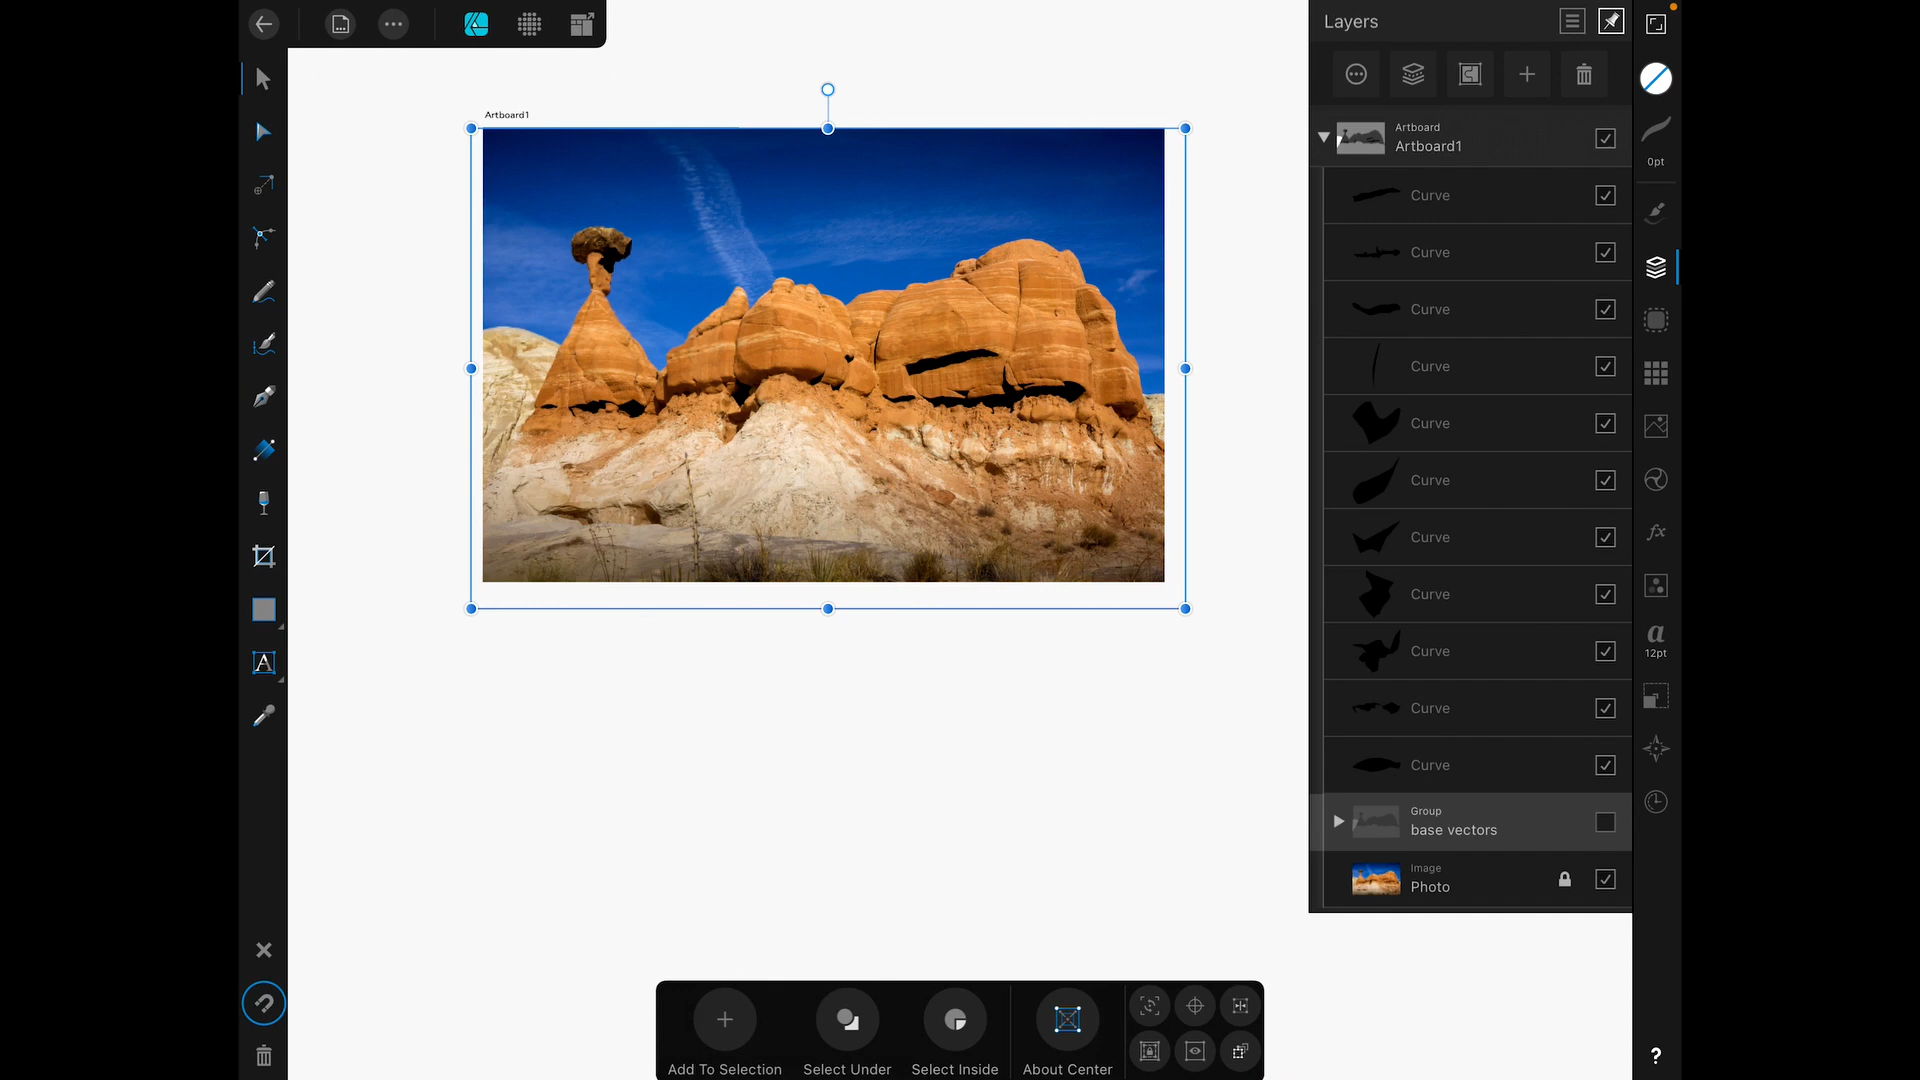 Layers
Artboard1
Artboard
Artboard1
0pt
Curve
Curve
Curve
Curve
Curve
Curve
Curve
Curve
Curve
Curve
Curve
fx
a
12pt
A
Group
base vectors
Image
Photo
Add To Selection
Select Under
Select Inside
About Center
?